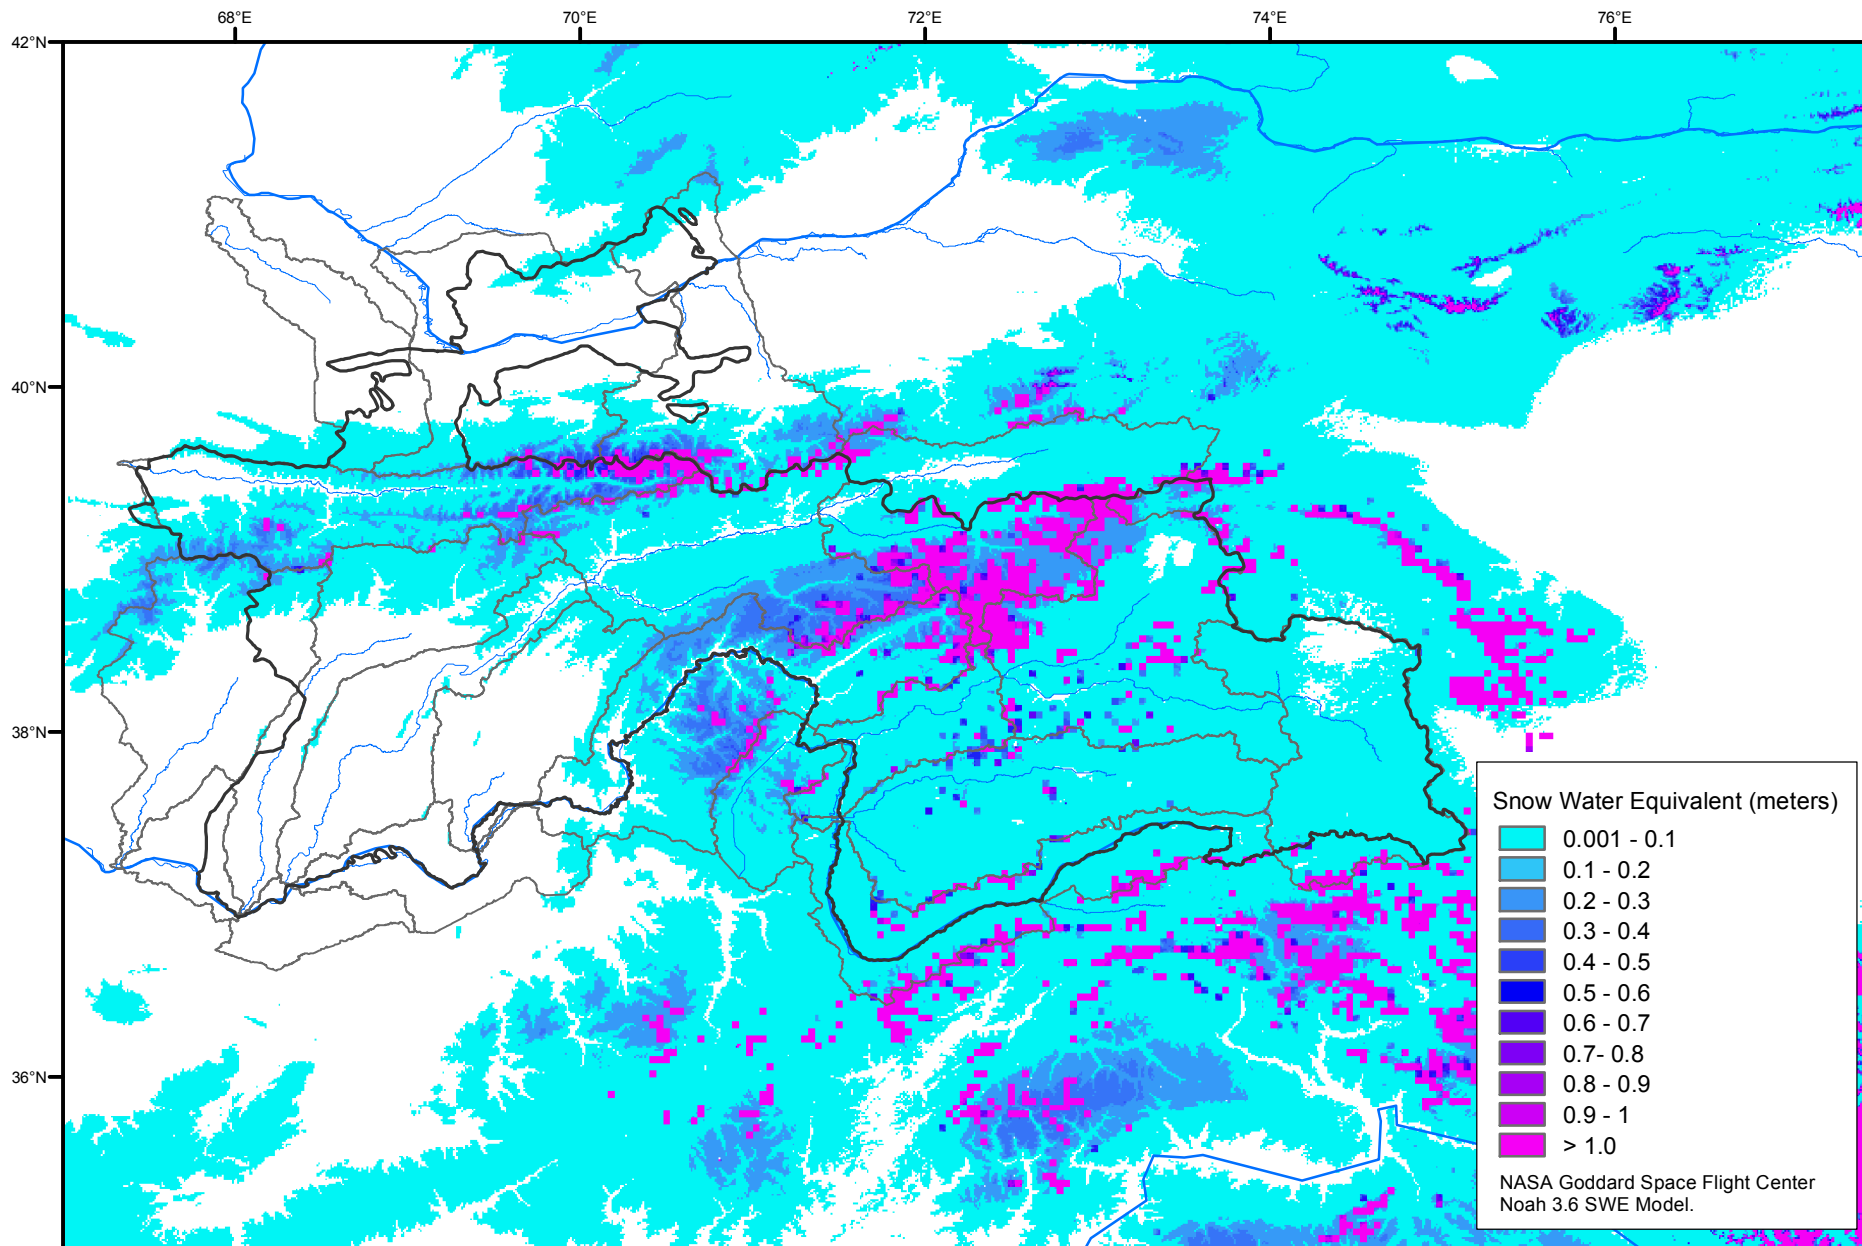 68°E
70°E
72°E
74°E
76°E
42°N
40°N
38°N
36°N
Snow Water Equivalent (meters)
0.001 - 0.1
0.1 - 0.2
0.2 - 0.3
0.3 - 0.4
0.4 - 0.5
0.5 - 0.6
0.6 - 0.7
0.7- 0.8
0.8 - 0.9
0.9 - 1
> 1.0
NASA Goddard Space Flight Center
Noah 3.6 SWE Model.